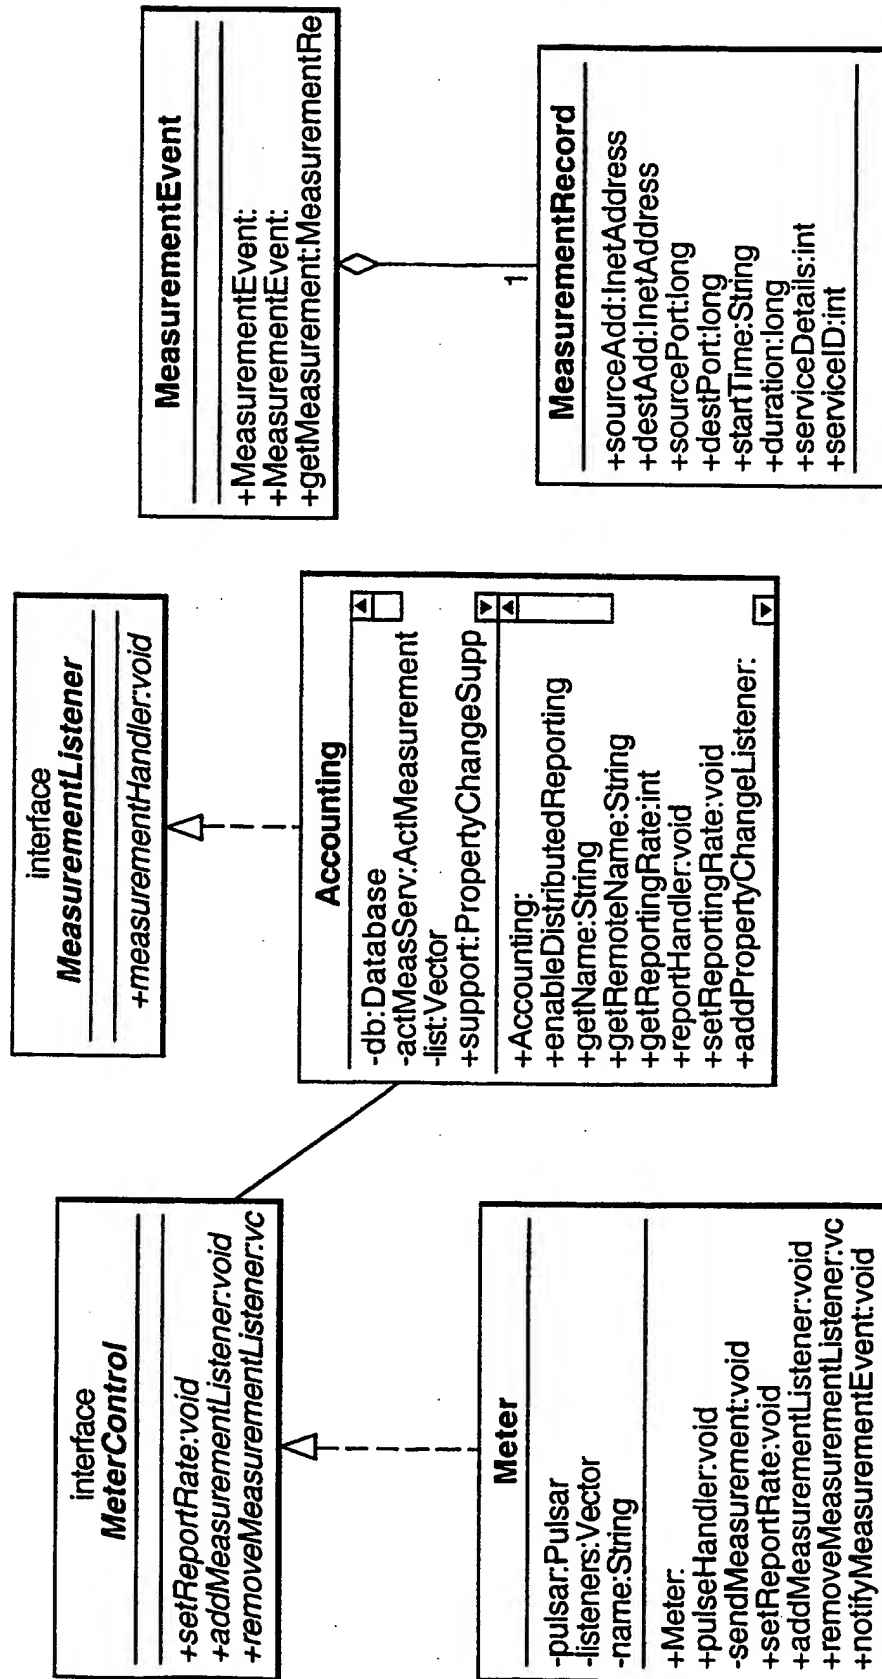 interface
MeterControl
+setReportRate:void
+addMeasurementListener:void
+removeMeasurementListener:vc
Meter
-pulsar:Pulsar
-listeners:Vector
-name:String
+Meter:
+pulseHandler:void
-sendMeasurement:void
+setReportRate:void
+addMeasurementListener:void
+removeMeasurementListener:vc
+notifyMeasurementEvent:void
interface
MeasurementListener
+measurementHandler:void
Accounting
-db:Database
-actMeasServ:ActMeasurement
-list:Vector
+support:PropertyChangeSupp
+Accounting:
+enableDistributedReporting
+getName:String
+getRemoteName:String
+getReportingRate:int
+reportHandler:void
+setReportingRate:void
+addPropertyChangeListener:
MeasurementEvent
+MeasurementEvent:
+MeasurementEvent:
+getMeasurement:MeasurementRe
1
MeasurementRecord
+sourceAdd:InetAddress
+destAdd:InetAddress
+sourcePort:long
+destPort:long
+startTime:String
+duration:long
+serviceDetails:int
+serviceID:int